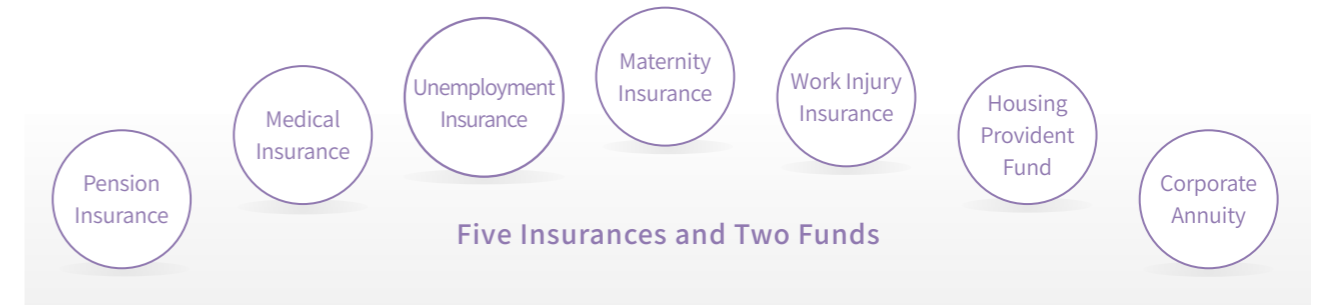 Pension
Insurance
Medical
Insurance
Unemployment
Insurance
Maternity
Insurance
Work Injury
Insurance
Housing
Provident
Fund
Corporate
Annuity
Five Insurances and Two Funds